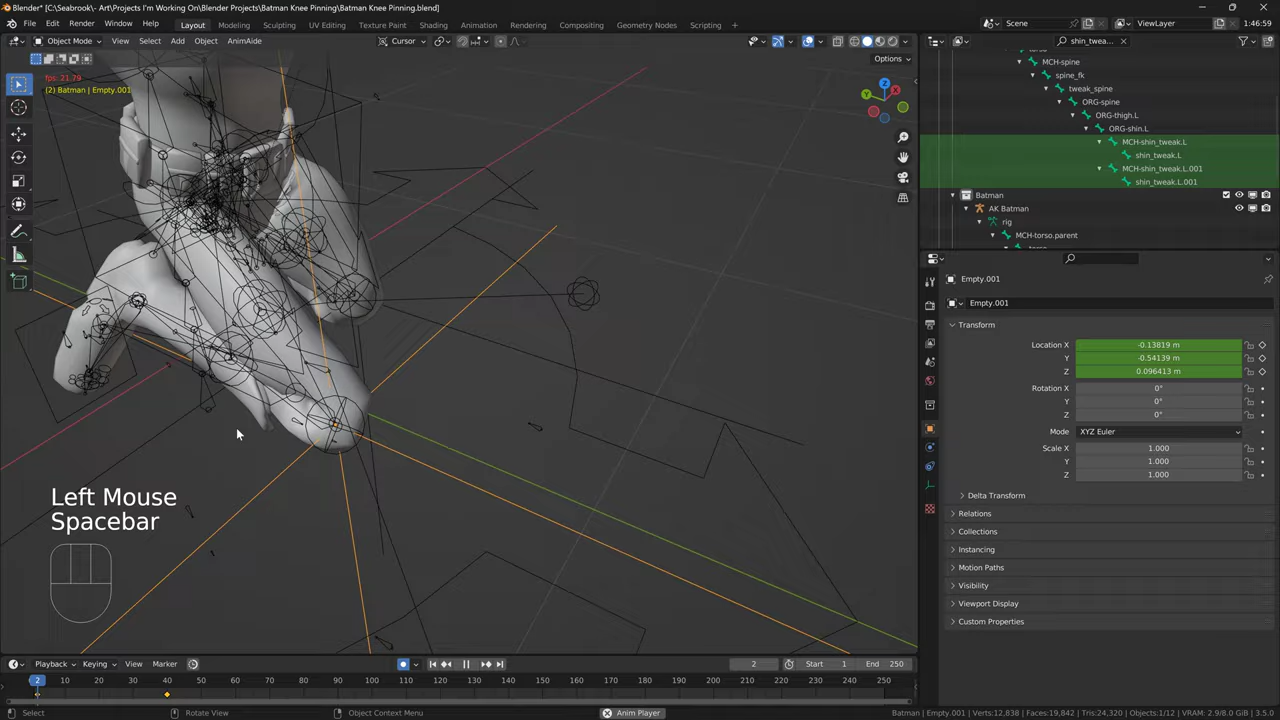 Blender* [C:\Seabrook\- Art\Projects I'm Working On\Blender Projects\Batman Knee Pinning\Batman Knee Pinning.blend]
File Edit Render Window Help Layout Modeling Sculpting UV Editing Texture Paint Shading Animation Rendering Compositing Geometry Nodes Scripting Scene ViewLayer
Object Mode View Select Add Object AnimAide Cursor shin_twea...
Options
fps: 21.79
(2) Batman | Empty.001
MCH-spine
spine_fk
tweak_spine
ORG-spine
ORG-thigh.L
ORG-shin.L
MCH-shin_tweak.L
shin_tweak.L
MCH-shin_tweak.L.001
shin_tweak.L.001
Batman
AK Batman
rig
MCH-torso.parent
Empty.001
Empty.001
Transform
Location X -0.13819 m
Y -0.54139 m
Z 0.096413 m
Rotation X 0°
Y 0°
Z 0°
Mode XYZ Euler
Scale X 1.000
Y 1.000
Z 1.000
Delta Transform
Relations
Collections
Instancing
Motion Paths
Visibility
Viewport Display
Custom Properties
Left Mouse
Spacebar
Playback Keying View Marker 2 Start 1 End 250
2 10 20 30 40 50 60 70 80 90 100 110 120 130 140 150 160 170 180 190 200 210 220 230 240 250
Select Rotate View Object Context Menu Anim Player Batman | Empty.001 | Verts:12,838 | Faces:19,842 | Tris:24,320 | Objects:1/12 | VRAM: 2.9/8.0 GiB | 3.5.0
1:46:59